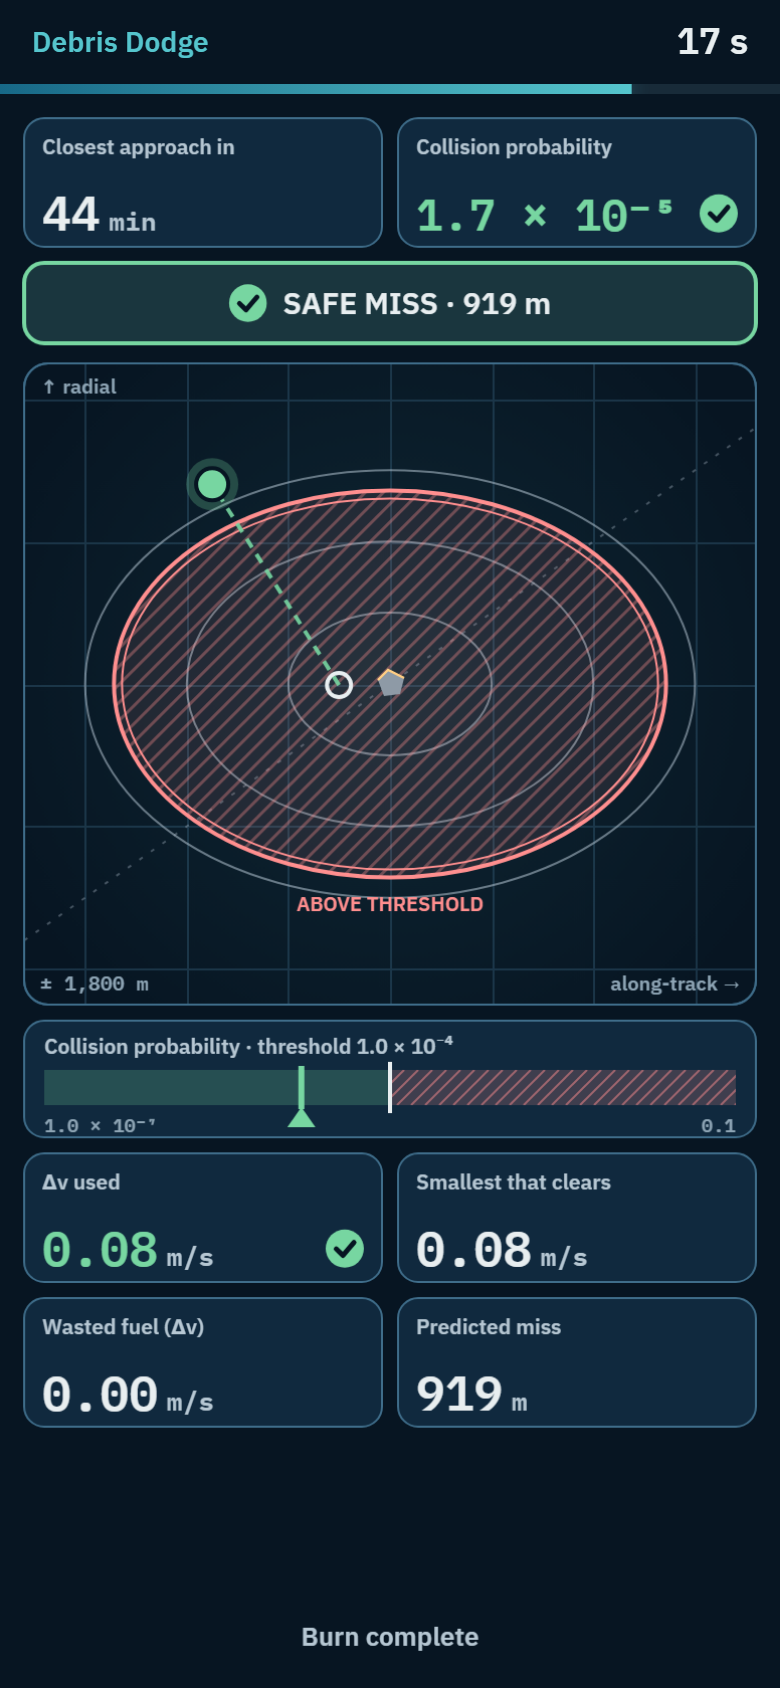 Debris Dodge
17 s
Closest approach in
44 min
Collision probability
1.7 × 10⁻⁵
SAFE MISS · 919 m
↑ radial
ABOVE THRESHOLD
± 1,800 m
along-track →
Collision probability · threshold 1.0 × 10⁻⁴
1.0 × 10⁻⁷
0.1
Δv used
0.08 m/s
Smallest that clears
0.08 m/s
Wasted fuel (Δv)
0.00 m/s
Predicted miss
919 m
Burn complete